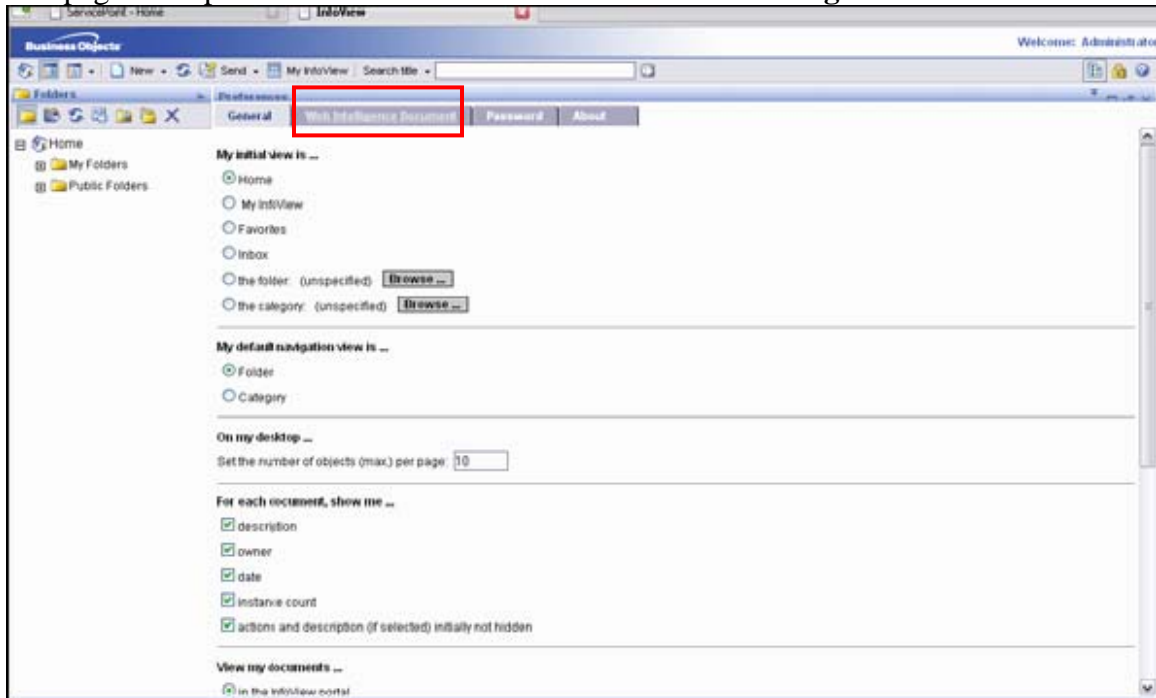 ServicePoint - Home InfoView
Business Objects Welcome: Administrator
New Send My InfoView Search title
Folders Preferences
General Web Intelligence Document Password About
Home
My Folders
Public Folders
My initial view is ...
Home
My InfoView
Favorites
Inbox
the folder: (unspecified) Browse ...
the category: (unspecified) Browse ...
My default navigation view is ...
Folder
Category
On my desktop ...
Set the number of objects (max.) per page: 10
For each document, show me ...
description
owner
date
instance count
actions and description (if selected) initially not hidden
View my documents ...
in the InfoView portal